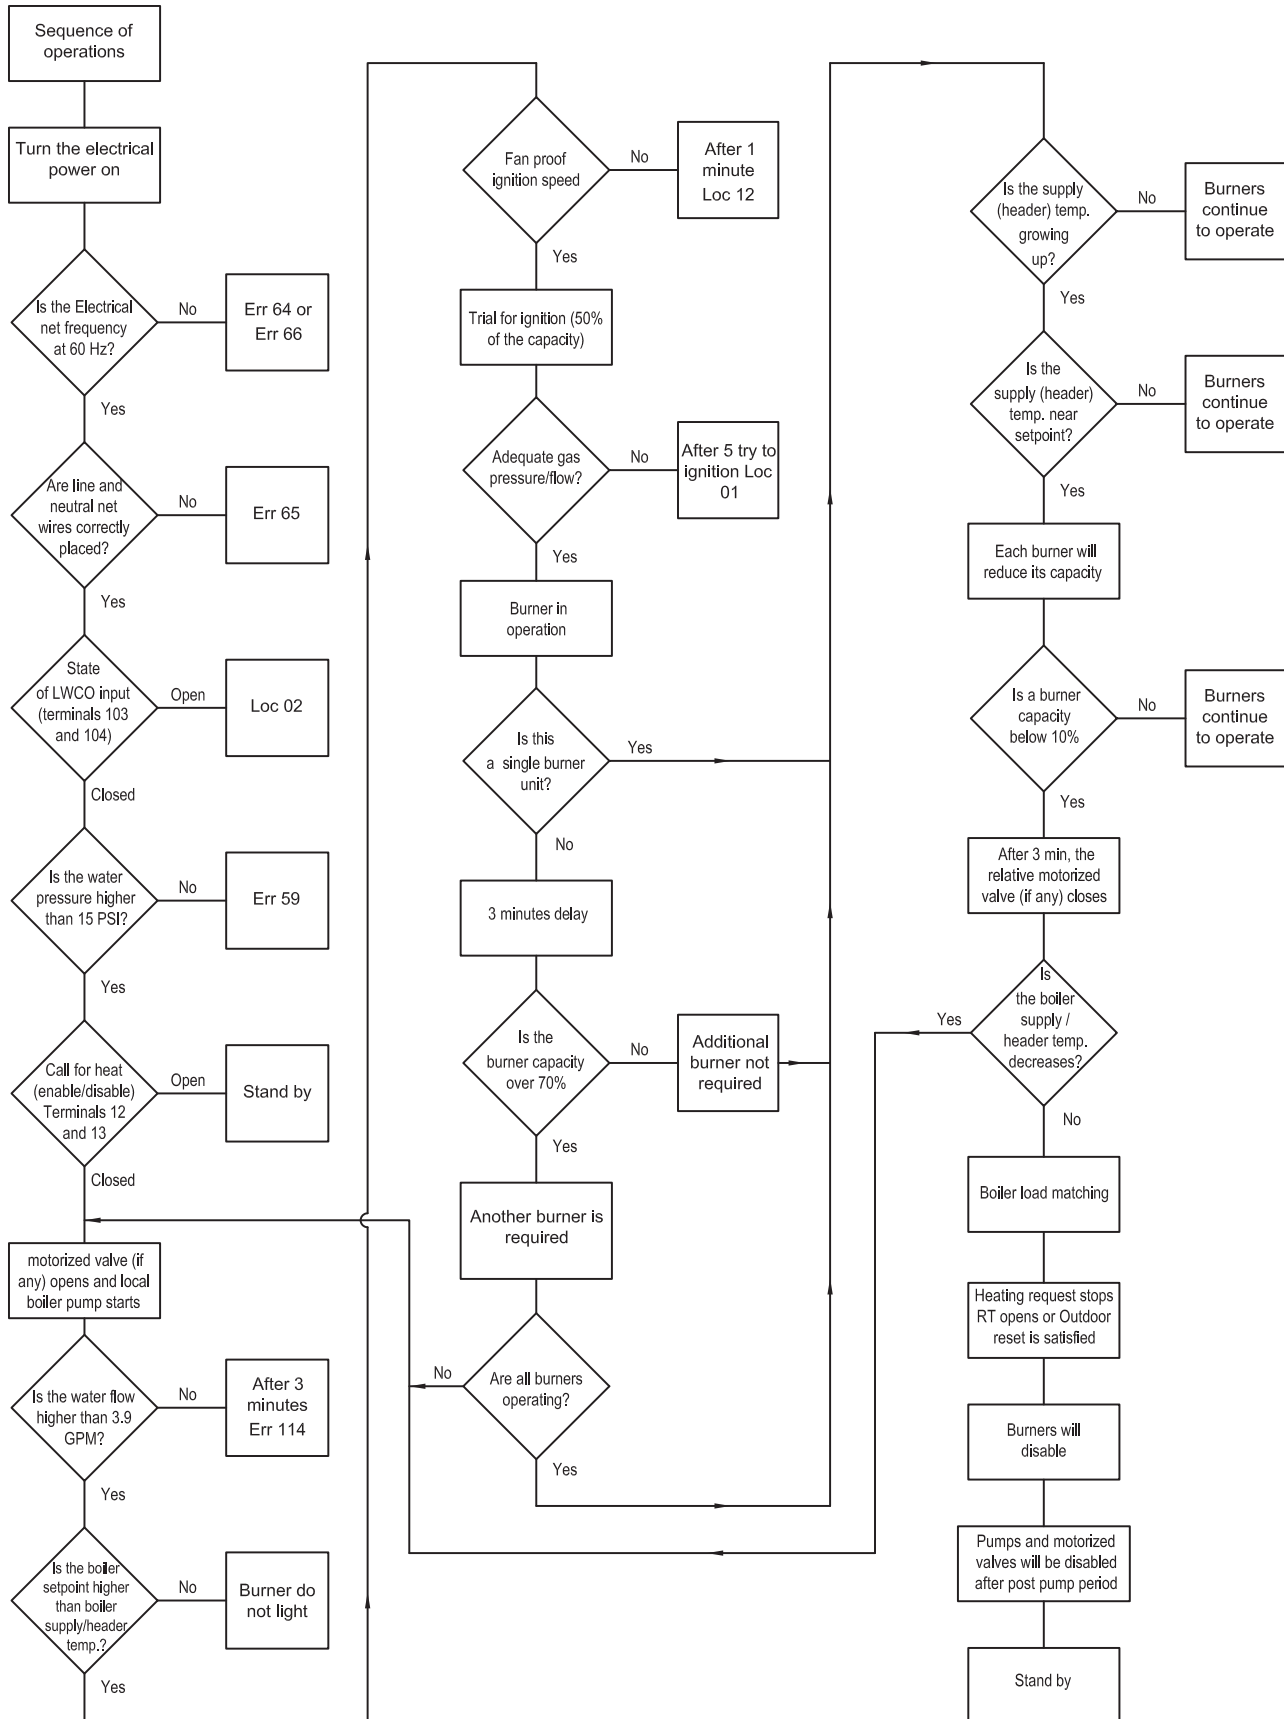 Sequence of
operations
Turn the electrical
power on
Is the Electrical
net frequency
at 60 Hz?
No
Err 64 or
Err 66
Yes
Are line and
neutral net
wires correctly
placed?
No
Err 65
Yes
State
of LWCO input
(terminals 103
and 104)
Open
Loc 02
Closed
Is the water
pressure higher
than 15 PSI?
No
Err 59
Yes
Call for heat
(enable/disable)
Terminals 12
and 13
Open
Stand by
Closed
motorized valve (if
any) opens and local
boiler pump starts
Is the water flow
higher than 3.9
GPM?
No
After 3
minutes
Err 114
Yes
Is the boiler
setpoint higher
than boiler
supply/header
temp.?
No
Burner do
not light
Yes
Fan proof
ignition speed
No
After 1
minute
Loc 12
Yes
Trial for ignition (50%
of the capacity)
Adequate gas
pressure/flow?
No
After 5 try to
ignition Loc
01
Yes
Burner in
operation
Is this
a single burner
unit?
Yes
No
3 minutes delay
Is the
burner capacity
over 70%
No
Additional
burner not
required
Yes
Another burner is
required
Are all burners
operating?
No
Yes
Is the supply
(header) temp.
growing
up?
No
Burners
continue
to operate
Yes
Is the
supply (header)
temp. near
setpoint?
No
Burners
continue
to operate
Yes
Each burner will
reduce its capacity
Is a burner
capacity
below 10%
No
Burners
continue
to operate
Yes
After 3 min, the
relative motorized
valve (if any) closes
Is
the boiler
supply /
header temp.
decreases?
Yes
No
Boiler load matching
Heating request stops
RT opens or Outdoor
reset is satisfied
Burners will
disable
Pumps and motorized
valves will be disabled
after post pump period
Stand by